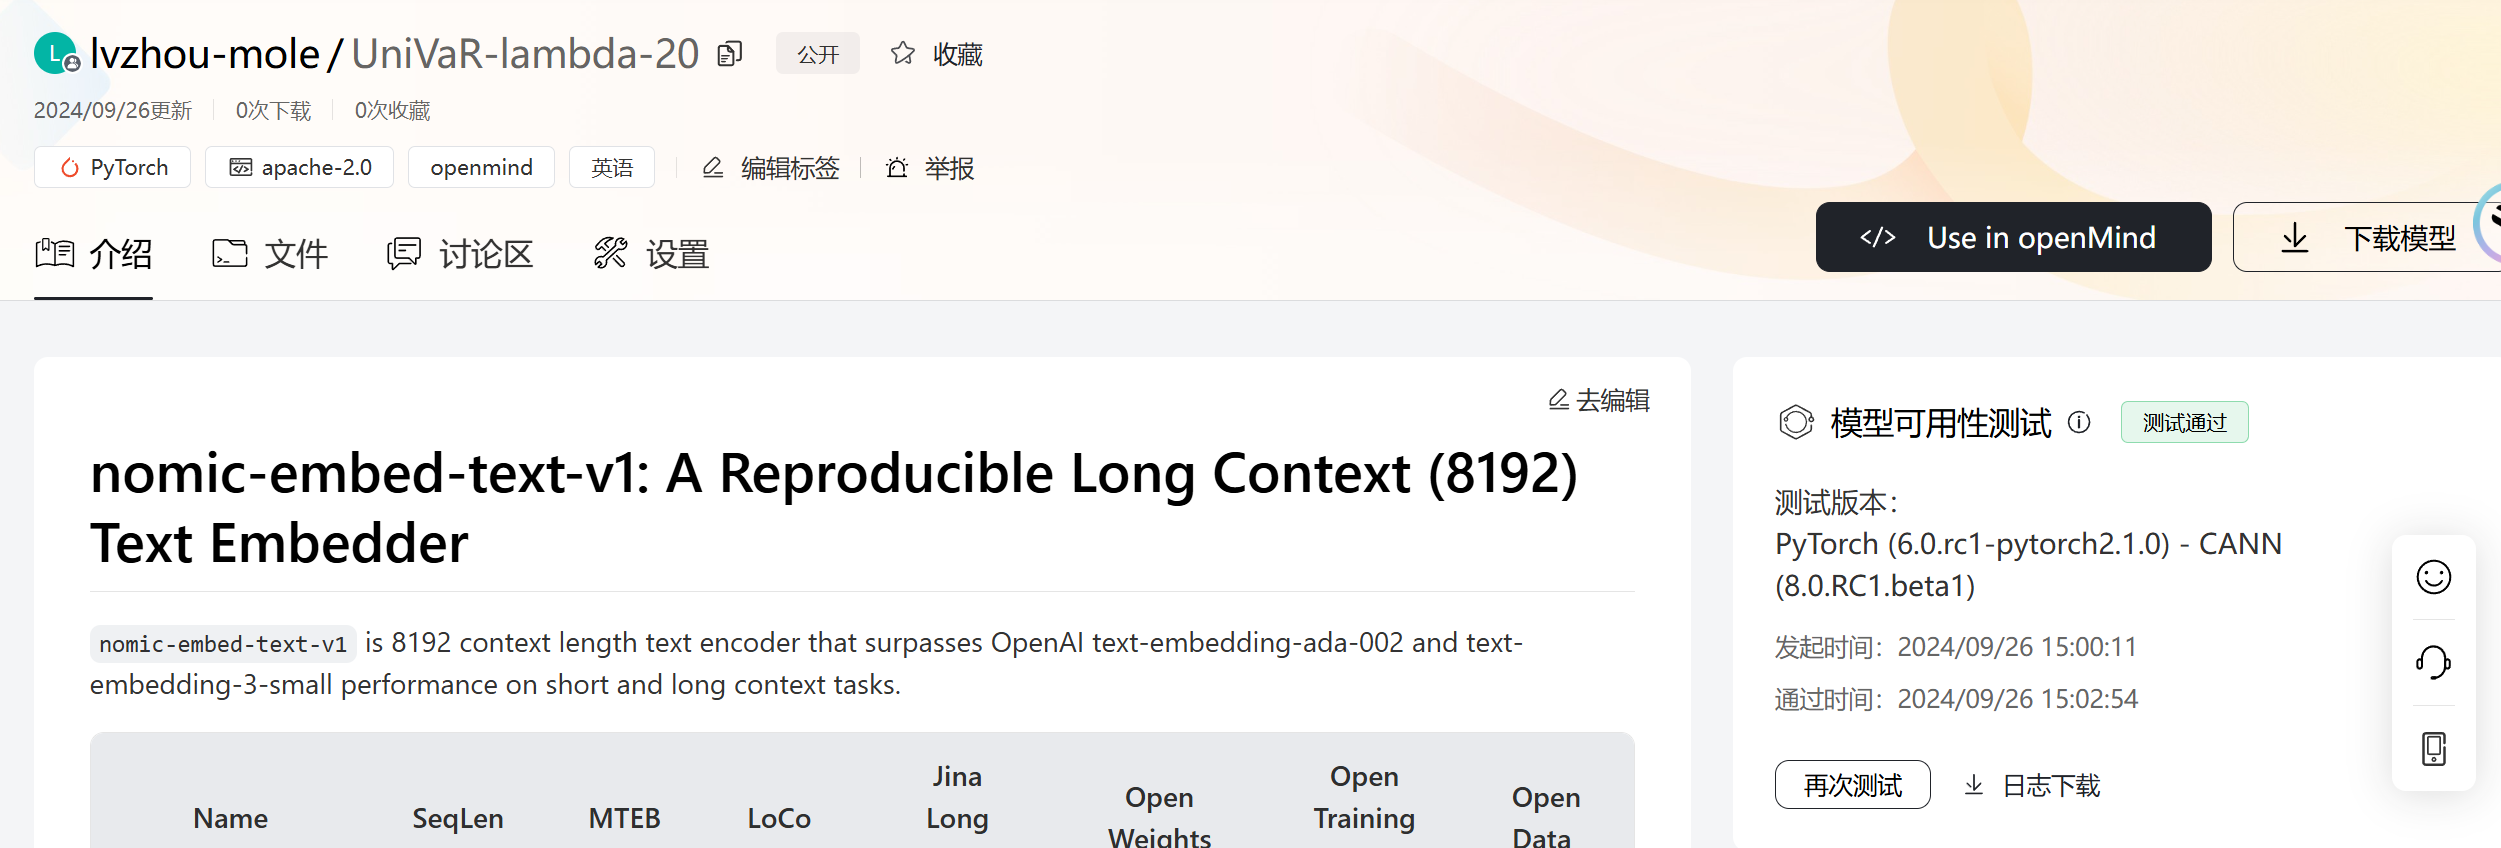 L lvzhou-mole / UniVaR-lambda-20 公开 收藏
2024/09/26更新 0次下载 0次收藏
PyTorch apache-2.0 openmind 英语 编辑标签 举报
介绍 文件 讨论区 设置
</> Use in openMind 下载模型
去编辑
nomic-embed-text-v1: A Reproducible Long Context (8192)
Text Embedder
nomic-embed-text-v1 is 8192 context length text encoder that surpasses OpenAI text-embedding-ada-002 and text-
embedding-3-small performance on short and long context tasks.
Name SeqLen MTEB LoCo Jina Long Open Weights Open Training Open Data
模型可用性测试 测试通过
测试版本：
PyTorch (6.0.rc1-pytorch2.1.0) - CANN
(8.0.RC1.beta1)
发起时间：2024/09/26 15:00:11
通过时间：2024/09/26 15:02:54
再次测试 日志下载